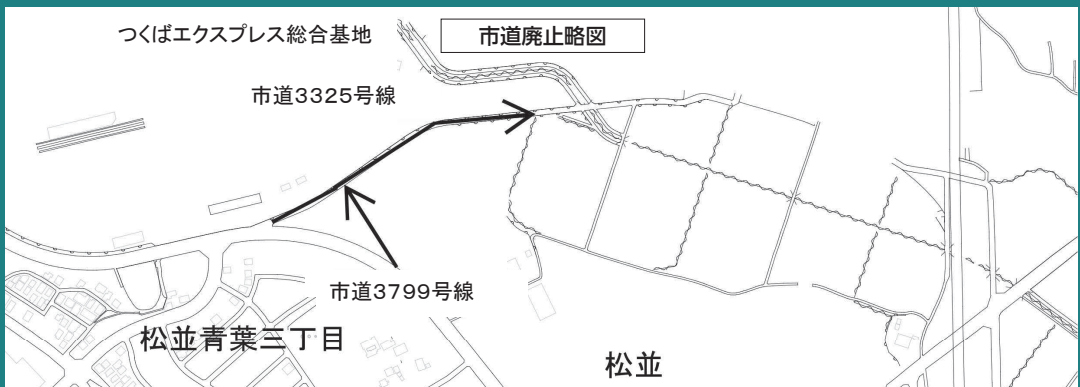 つくばエクスプレス総合基地
市道廃止略図
市道3325号線
市道3799号線
松並青葉三丁目
松並